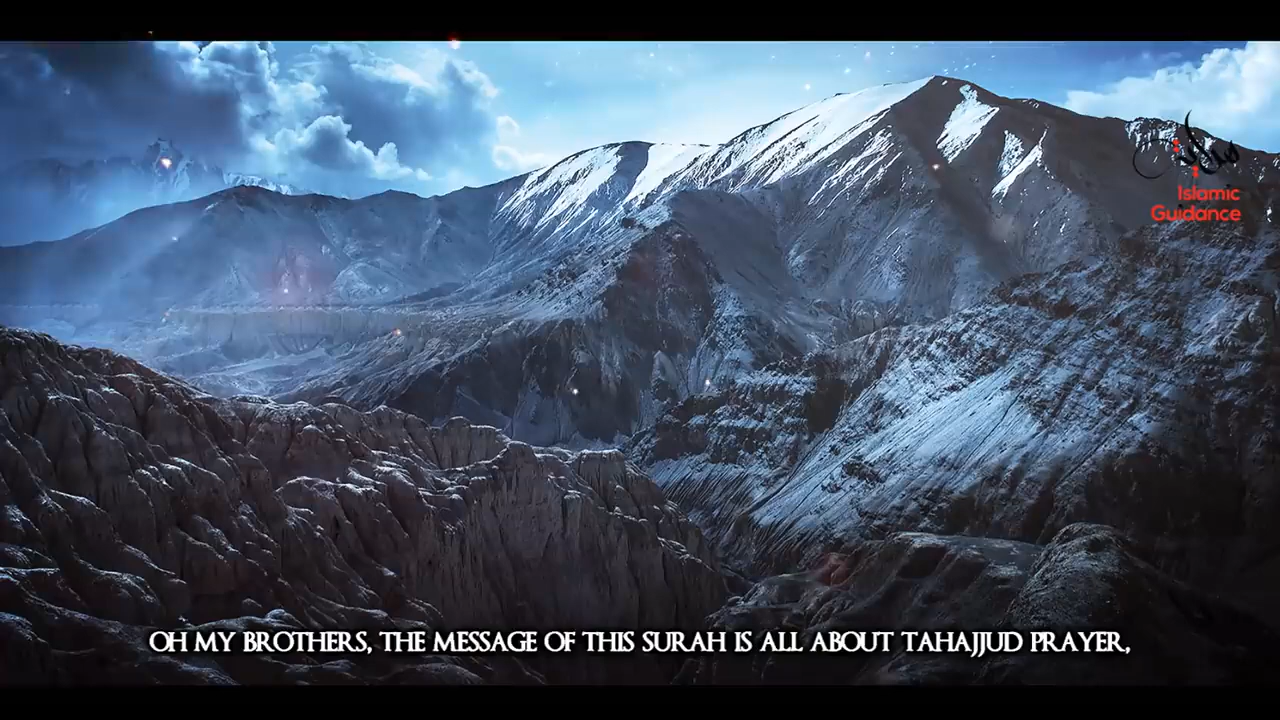 Islamic
Guidance
OH MY BROTHERS, THE MESSAGE OF THIS SURAH IS ALL ABOUT TAHAJJUD PRAYER,